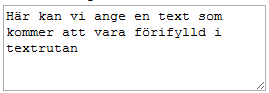 Här kan vi ange en text som
kommer att vara förifylld i
textrutan